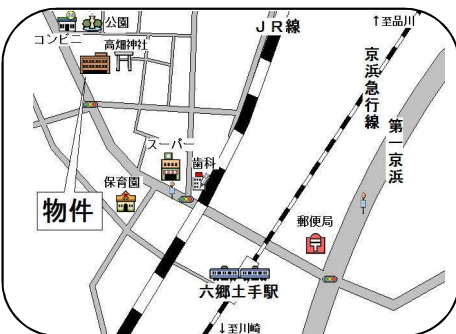 公園
コンビニ
高畑神社
JR線
↑至品川
京浜急行線
第一京浜
スーパー
歯科
保育園
物件
郵便局
六郷土手駅
↓至川崎